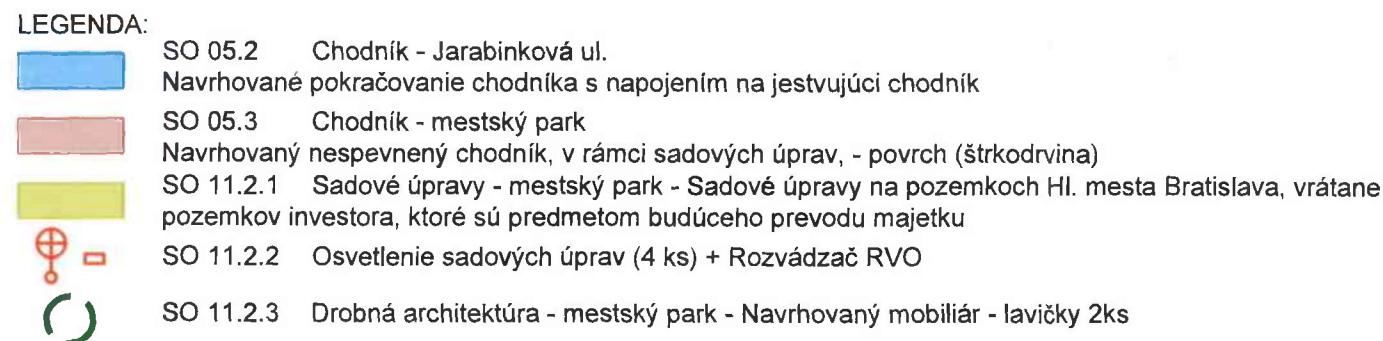 LEGENDA:
SO 05.2 Chodník - Jarabinková ul.
Navrhované pokračovanie chodníka s napojením na jestvujúci chodník
SO 05.3 Chodník - mestský park
Navrhovaný nespevnený chodník, v rámci sadových úprav, - povrch (štrkodrvina)
SO 11.2.1 Sadové úpravy - mestský park - Sadové úpravy na pozemkoch Hl. mesta Bratislava, vrátane
pozemkov investora, ktoré sú predmetom budúceho prevodu majetku
SO 11.2.2 Osvetlenie sadových úprav (4 ks) + Rozvádzač RVO
SO 11.2.3 Drobná architektúra - mestský park - Navrhovaný mobiliár - lavičky 2ks